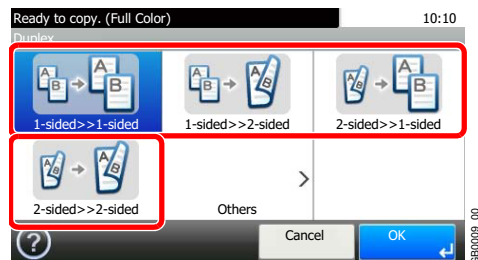 Ready to copy. (Full Color) 10:10
Duplex
A B A B
A B A B
A B A B
1-sided>>1-sided 1-sided>>2-sided 2-sided>>1-sided
A B A B
2-sided>>2-sided Others >
? Cancel OK
GB0009_00